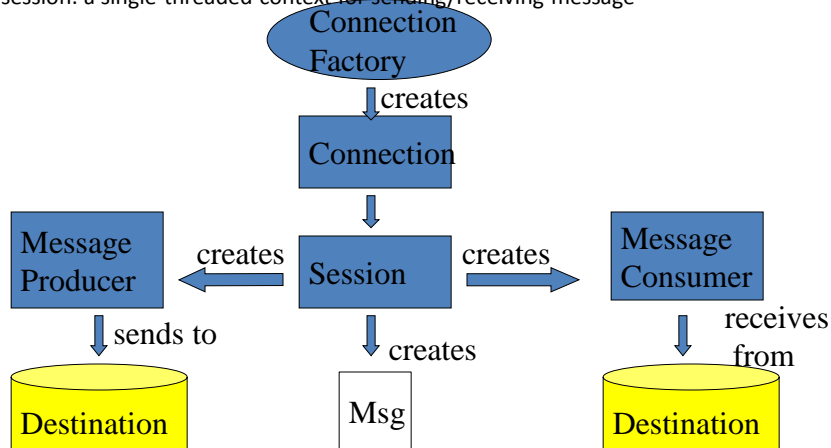 session: a single-threaded context for sending/receiving message
Connection
Factory
creates
Connection
Message
Producer
creates
Session
creates
Message
Consumer
sends to
creates
receives
from
Destination
Msg
Destination